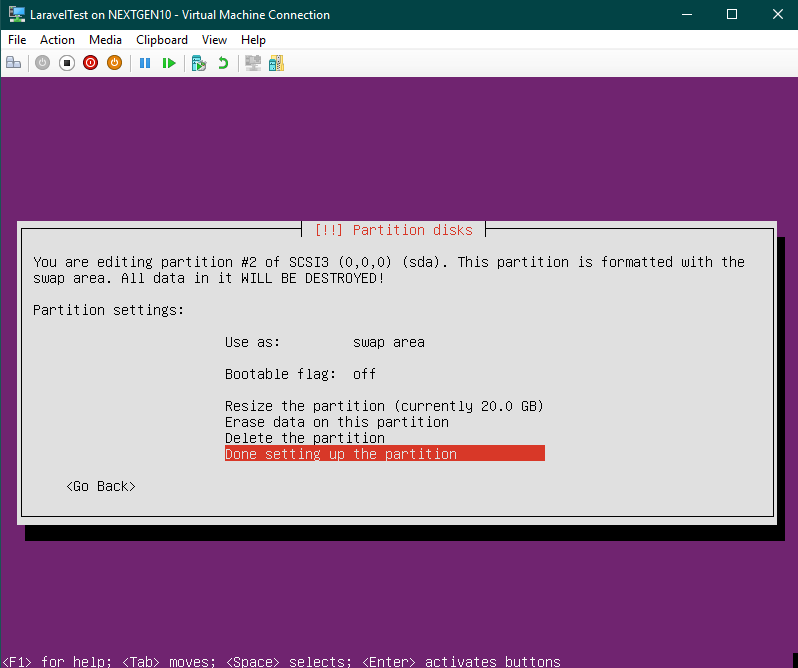 LaravelTest on NEXTGEN10 - Virtual Machine Connection
File Action Media Clipboard View Help
[!!] Partition disks
You are editing partition #2 of SCSI3 (0,0,0) (sda). This partition is formatted with the
swap area. All data in it WILL BE DESTROYED!
Partition settings:
Use as: swap area
Bootable flag: off
Resize the partition (currently 20.0 GB)
Erase data on this partition
Delete the partition
Done setting up the partition
<Go Back>
<F1> for help; <Tab> moves; <Space> selects; <Enter> activates buttons